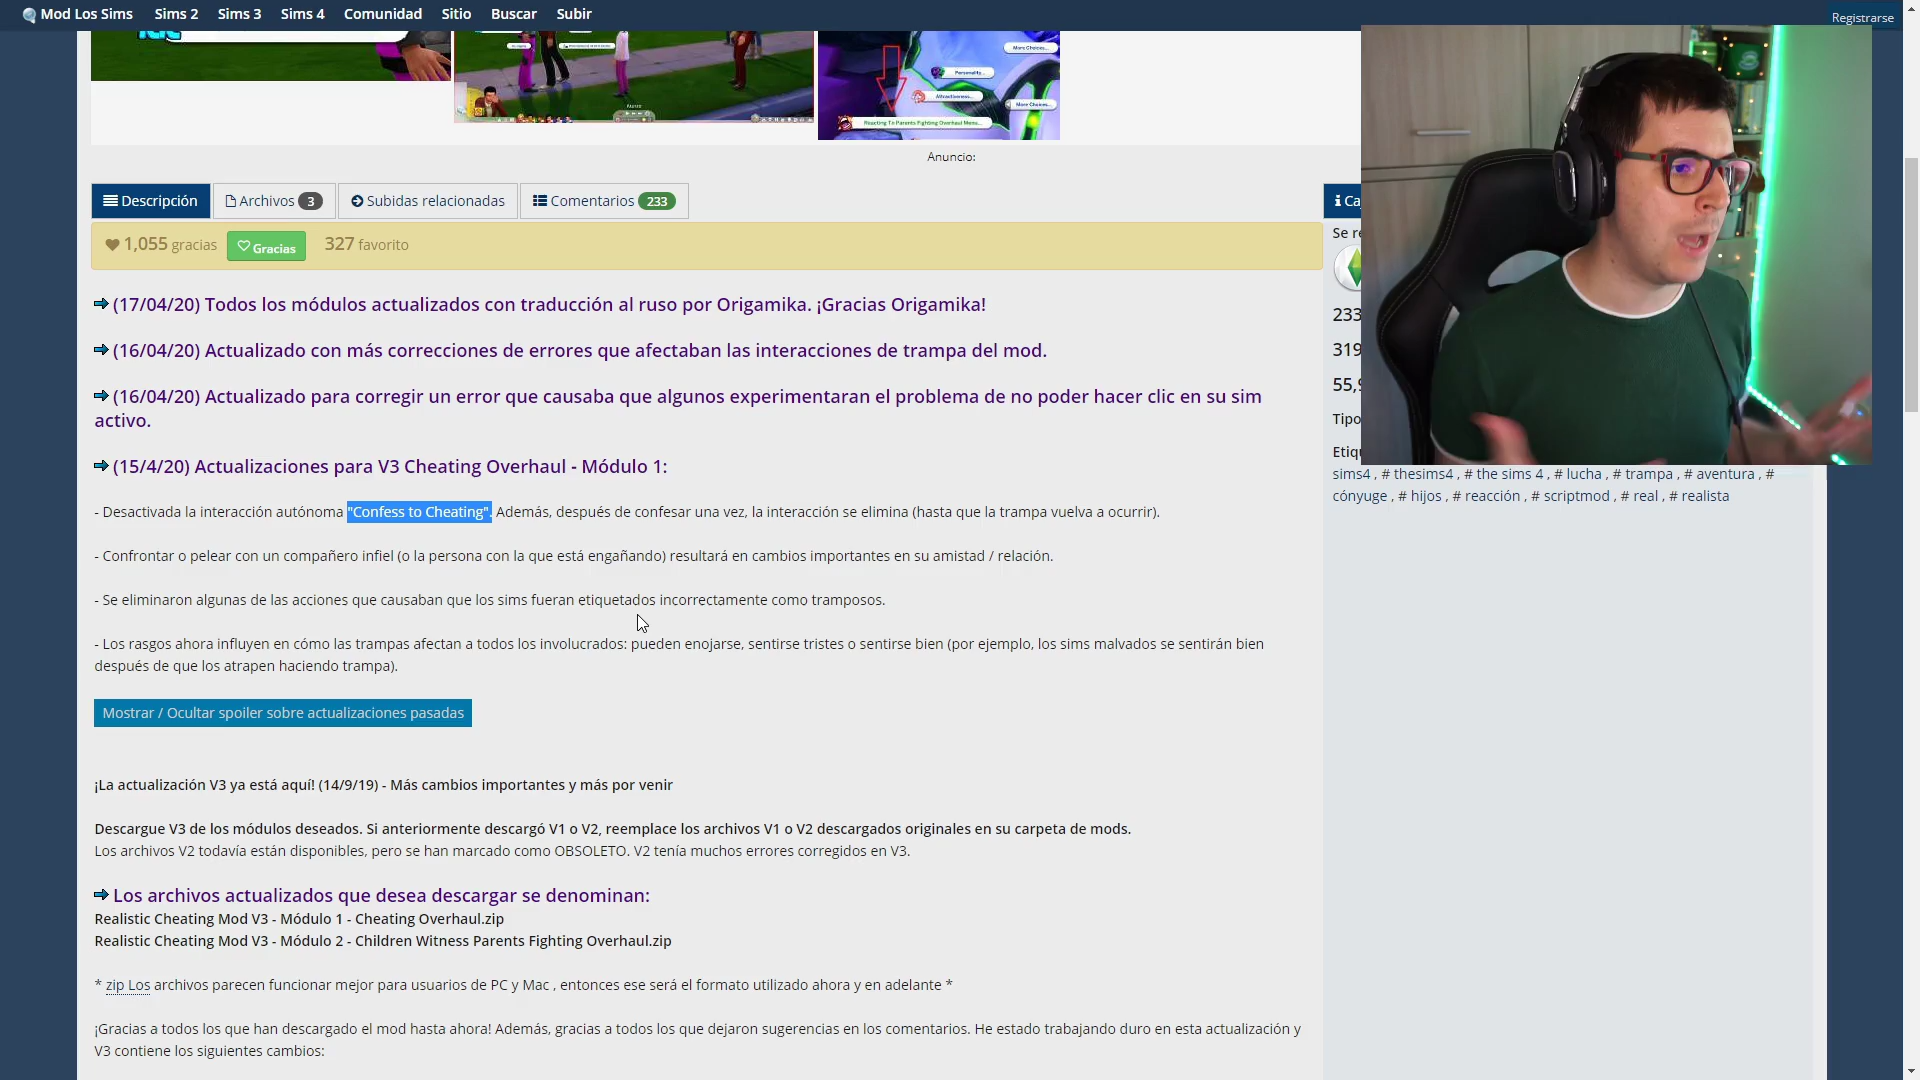 Mod Los Sims Sims 2 Sims 3 Sims 4 Comunidad Sitio Buscar Subir
Registrarse
More Choices...
Personality...
Attractiveness...
More Choices...
Reacting To Parents Fighting Overhaul Menu...
Anuncio:
Descripción Archivos 3 Subidas relacionadas Comentarios 233
1,055 gracias Gracias 327 favorito
(17/04/20) Todos los módulos actualizados con traducción al ruso por Origamika. ¡Gracias Origamika!
(16/04/20) Actualizado con más correcciones de errores que afectaban las interacciones de trampa del mod.
(16/04/20) Actualizado para corregir un error que causaba que algunos experimentaran el problema de no poder hacer clic en su sim
activo.
(15/4/20) Actualizaciones para V3 Cheating Overhaul - Módulo 1:
- Desactivada la interacción autónoma "Confess to Cheating". Además, después de confesar una vez, la interacción se elimina (hasta que la trampa vuelva a ocurrir).
- Confrontar o pelear con un compañero infiel (o la persona con la que está engañando) resultará en cambios importantes en su amistad / relación.
- Se eliminaron algunas de las acciones que causaban que los sims fueran etiquetados incorrectamente como tramposos.
- Los rasgos ahora influyen en cómo las trampas afectan a todos los involucrados: pueden enojarse, sentirse tristes o sentirse bien (por ejemplo, los sims malvados se sentirán bien
después de que los atrapen haciendo trampa).
Mostrar / Ocultar spoiler sobre actualizaciones pasadas
¡La actualización V3 ya está aquí! (14/9/19) - Más cambios importantes y más por venir
Descargue V3 de los módulos deseados. Si anteriormente descargó V1 o V2, reemplace los archivos V1 o V2 descargados originales en su carpeta de mods.
Los archivos V2 todavía están disponibles, pero se han marcado como OBSOLETO. V2 tenía muchos errores corregidos en V3.
Los archivos actualizados que desea descargar se denominan:
Realistic Cheating Mod V3 - Módulo 1 - Cheating Overhaul.zip
Realistic Cheating Mod V3 - Módulo 2 - Children Witness Parents Fighting Overhaul.zip
* zip Los archivos parecen funcionar mejor para usuarios de PC y Mac , entonces ese será el formato utilizado ahora y en adelante *
¡Gracias a todos los que han descargado el mod hasta ahora! Además, gracias a todos los que dejaron sugerencias en los comentarios. He estado trabajando duro en esta actualización y
V3 contiene los siguientes cambios:
Ca
Se re
233
319
55,9
Tipo
Etiq
sims4 , # thesims4 , # the sims 4 , # lucha , # trampa , # aventura , #
cónyuge , # hijos , # reacción , # scriptmod , # real , # realista